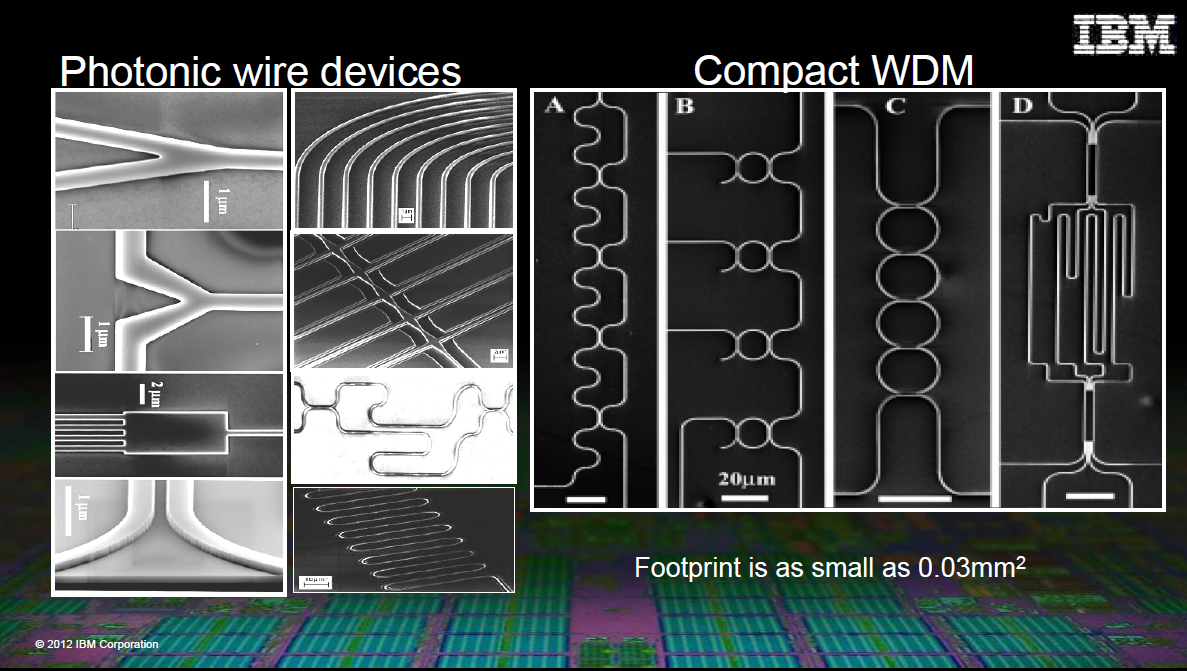 IBM
Photonic wire devices
Compact WDM
1 μm
1 μm
2 μm
1 μm
10μm
A
B
C
D
20μm
Footprint is as small as 0.03mm²
© 2012 IBM Corporation